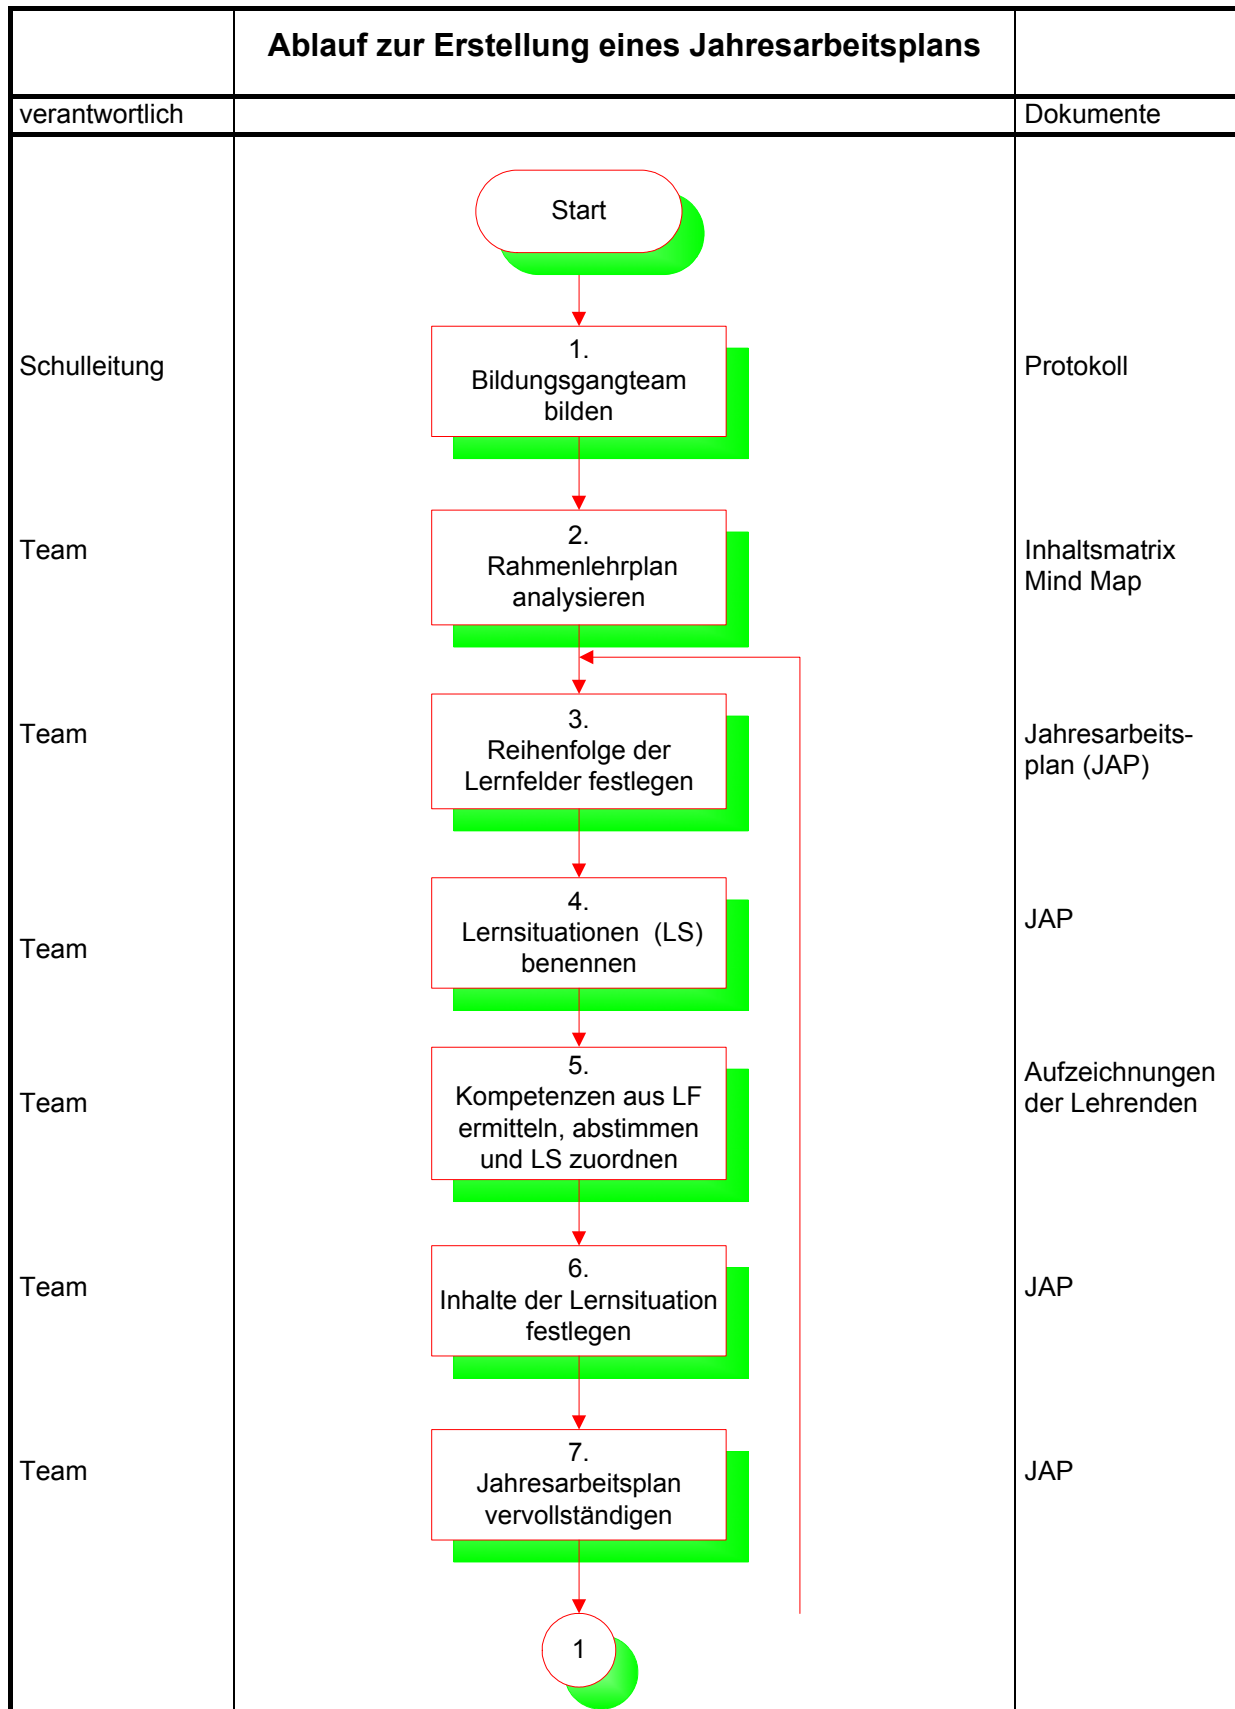 Ablauf zur Erstellung eines Jahresarbeitsplans
verantwortlich
Dokumente
Start
Schulleitung
1.
Bildungsgangteam
bilden
Protokoll
Team
2.
Rahmenlehrplan
analysieren
Inhaltsmatrix
Mind Map
Team
3.
Reihenfolge der
Lernfelder festlegen
Jahresarbeits-
plan (JAP)
Team
4.
Lernsituationen (LS)
benennen
JAP
Team
5.
Kompetenzen aus LF
ermitteln, abstimmen
und LS zuordnen
Aufzeichnungen
der Lehrenden
Team
6.
Inhalte der Lernsituation
festlegen
JAP
Team
7.
Jahresarbeitsplan
vervollständigen
JAP
1